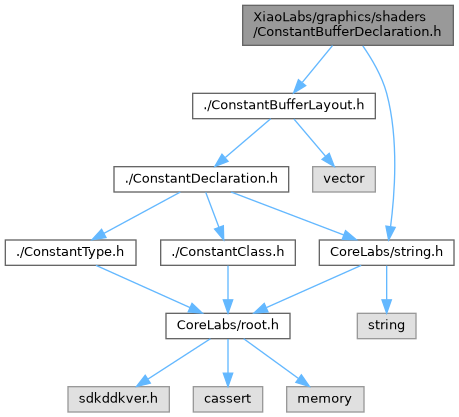 XiaoLabs/graphics/shaders
/ConstantBufferDeclaration.h
./ConstantBufferLayout.h
./ConstantDeclaration.h
vector
./ConstantType.h
./ConstantClass.h
CoreLabs/string.h
CoreLabs/root.h
string
sdkddkver.h
cassert
memory